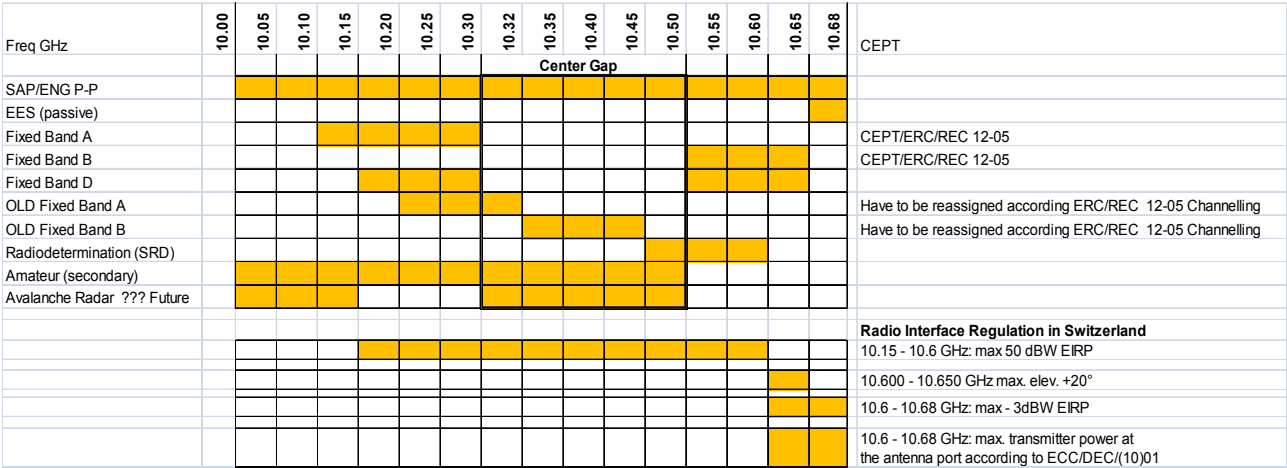 Freq GHz 10.00 10.05 10.10 10.15 10.20 10.25 10.30 10.32 10.35 10.40 10.45 10.50 10.55 10.60 10.65 10.68 CEPT
Center Gap
SAP/ENG P-P
EES (passive)
Fixed Band A CEPT/ERC/REC 12-05
Fixed Band B CEPT/ERC/REC 12-05
Fixed Band D
OLD Fixed Band A Have to be reassigned according ERC/REC 12-05 Channelling
OLD Fixed Band B Have to be reassigned according ERC/REC 12-05 Channelling
Radiodetermination (SRD)
Amateur (secondary)
Avalanche Radar ??? Future
Radio Interface Regulation in Switzerland
10.15 - 10.6 GHz: max 50 dBW EIRP
10.600 - 10.650 GHz max. elev. +20°
10.6 - 10.68 GHz: max - 3dBW EIRP
10.6 - 10.68 GHz: max. transmitter power at
the antenna port according to ECC/DEC/(10)01